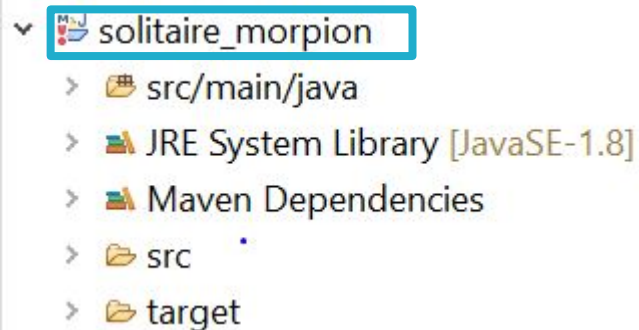 solitaire_morpion
src/main/java
JRE System Library [JavaSE-1.8]
Maven Dependencies
src
target